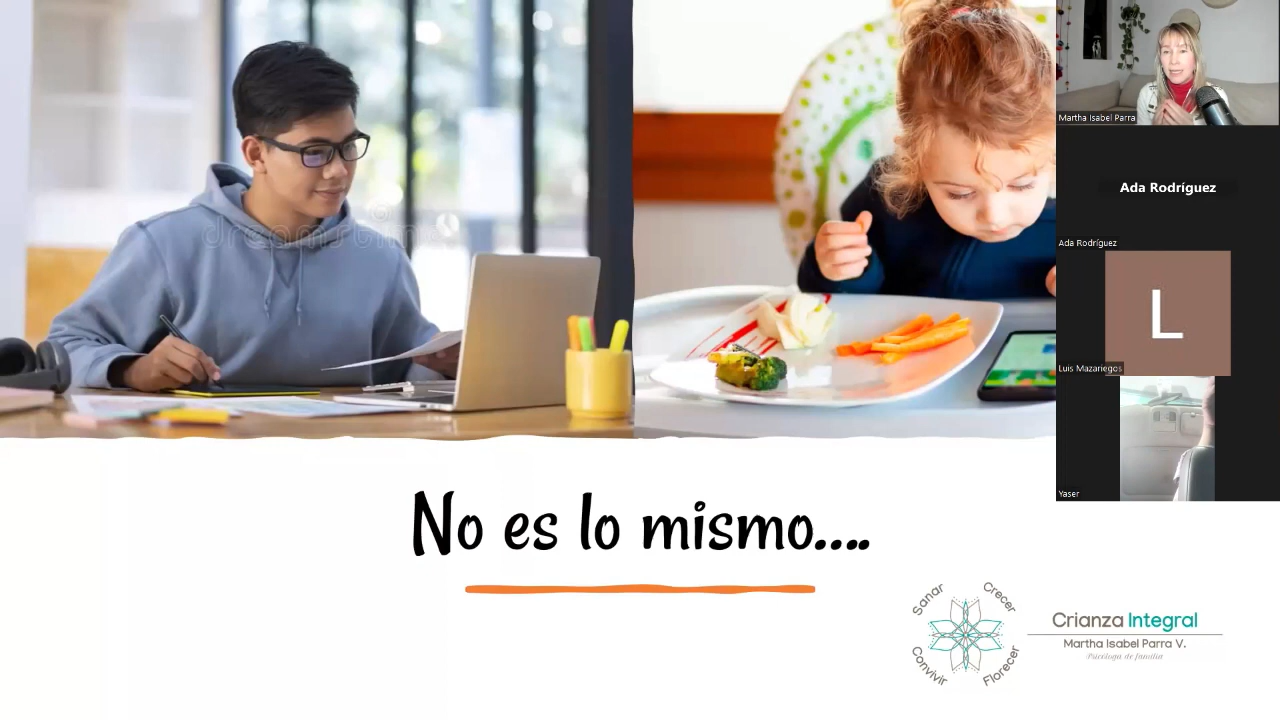 dreamstime
No es lo mismo....
Sanar
Crecer
Convivir
Florecer
Crianza Integral
Martha Isabel Parra V.
Psicóloga de familia
Martha Isabel Parra
Ada Rodríguez
Ada Rodríguez
L
Luis Mazariegos
Yaser